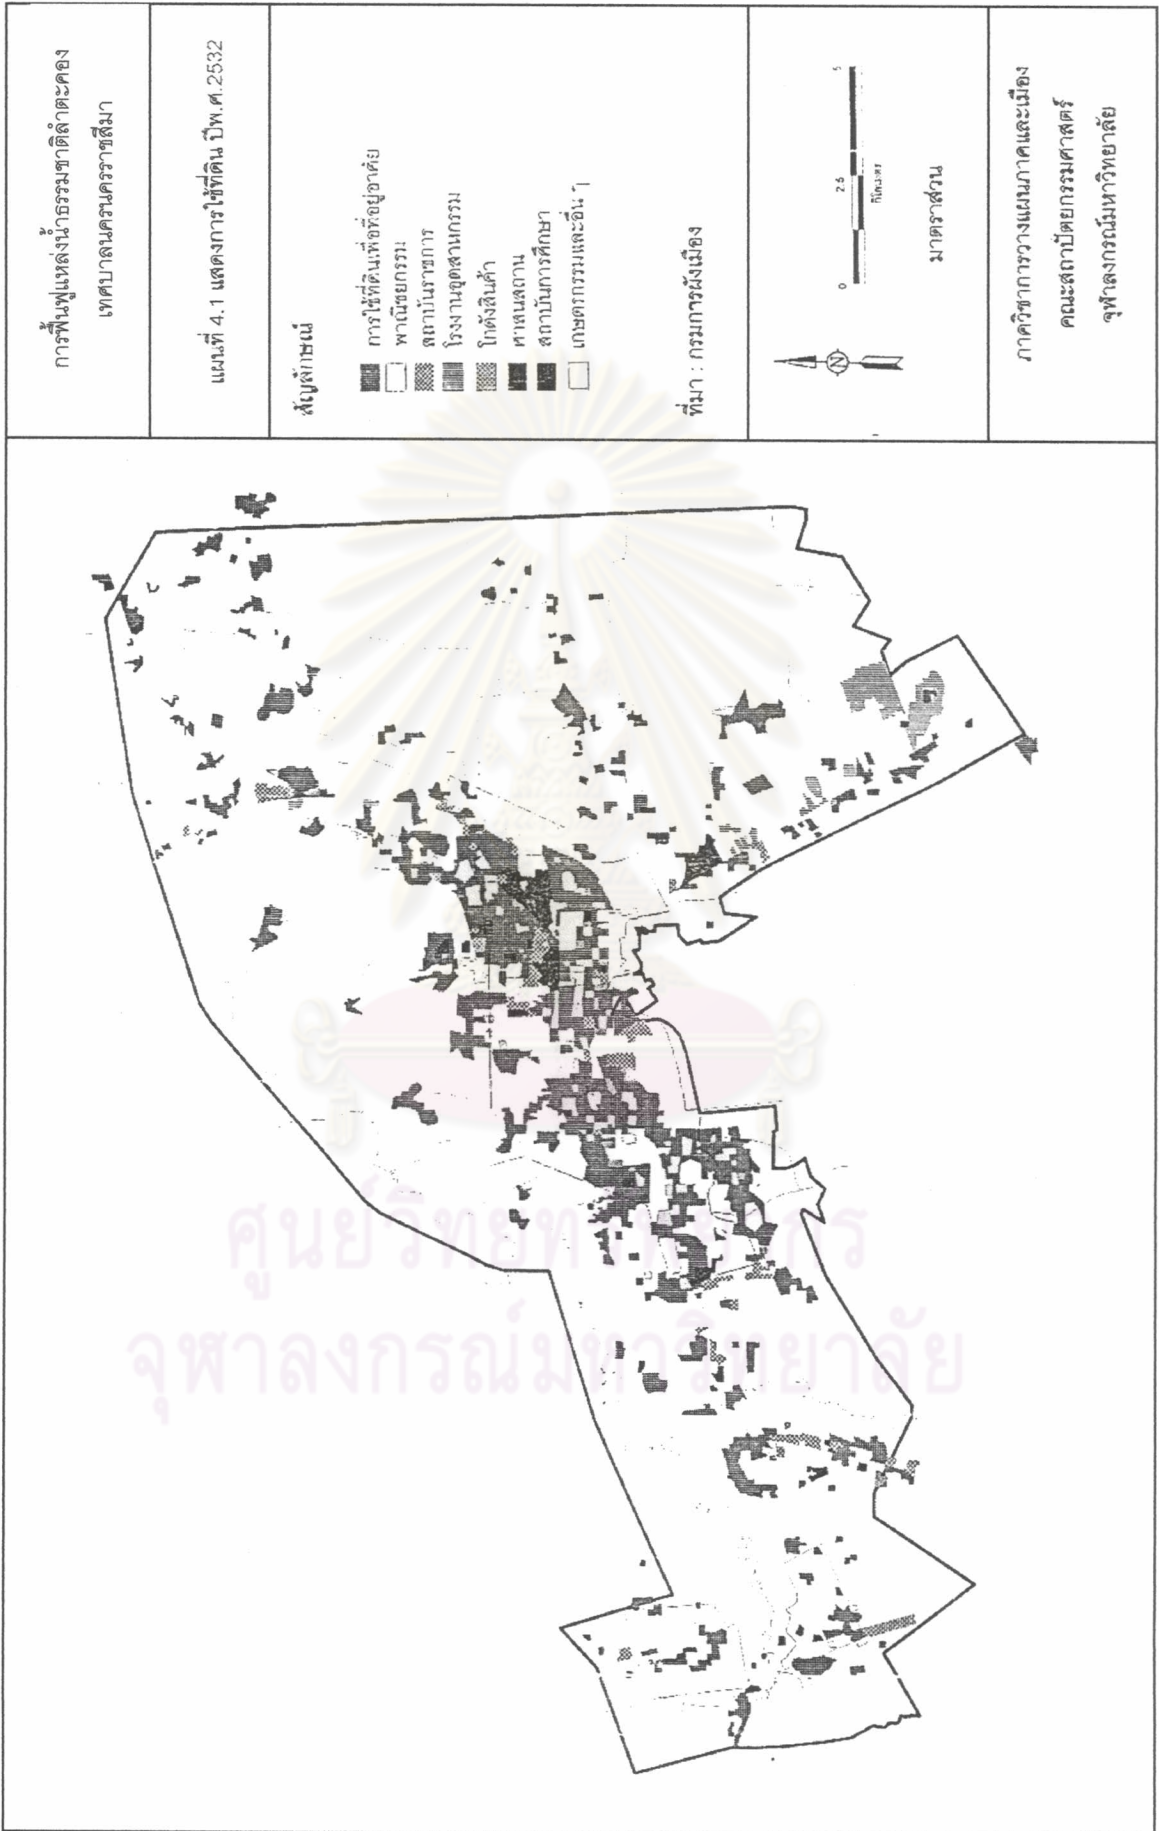 การฟื้นฟูแหล่งน้ำธรรมชาติลำตะคอง
เทศบาลนครนครราชสีมา
แผนที่ 4.1 แสดงการใช้ที่ดิน ปีพ.ศ.2532
สัญลักษณ์
การใช้ที่ดินเพื่อที่อยู่อาศัย
พาณิชยกรรม
สถาบันราชการ
โรงงานอุตสาหกรรม
โกดังสินค้า
ศาสนสถาน
สถาบันการศึกษา
เกษตรกรรมและอื่น ๆ
ที่มา : กรมการผังเมือง
N
0 2.5 5
กิโลเมตร
มาตราส่วน
ภาควิชาการวางแผนภาคและเมือง
คณะสถาปัตยกรรมศาสตร์
จุฬาลงกรณ์มหาวิทยาลัย
ศูนย์วิทยทรัพยากร
จุฬาลงกรณ์มหาวิทยาลัย